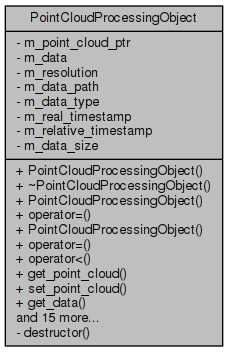 PointCloudProcessingObject
- m_point_cloud_ptr
- m_data
- m_resolution
- m_data_path
- m_data_type
- m_real_timestamp
- m_relative_timestamp
- m_data_size
+ PointCloudProcessingObject()
+ ~PointCloudProcessingObject()
+ PointCloudProcessingObject()
+ operator=()
+ PointCloudProcessingObject()
+ operator=()
+ operator<()
+ get_point_cloud()
+ set_point_cloud()
+ get_data()
and 15 more...
- destructor()